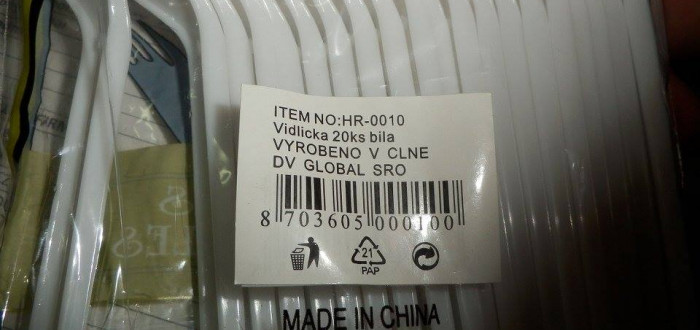 ITEM NO:HR-0010
Vidlicka 20ks bila
VYROBENO V CLNE
DV GLOBAL SRO
8 703605 000100
21
PAP
MADE IN CHINA